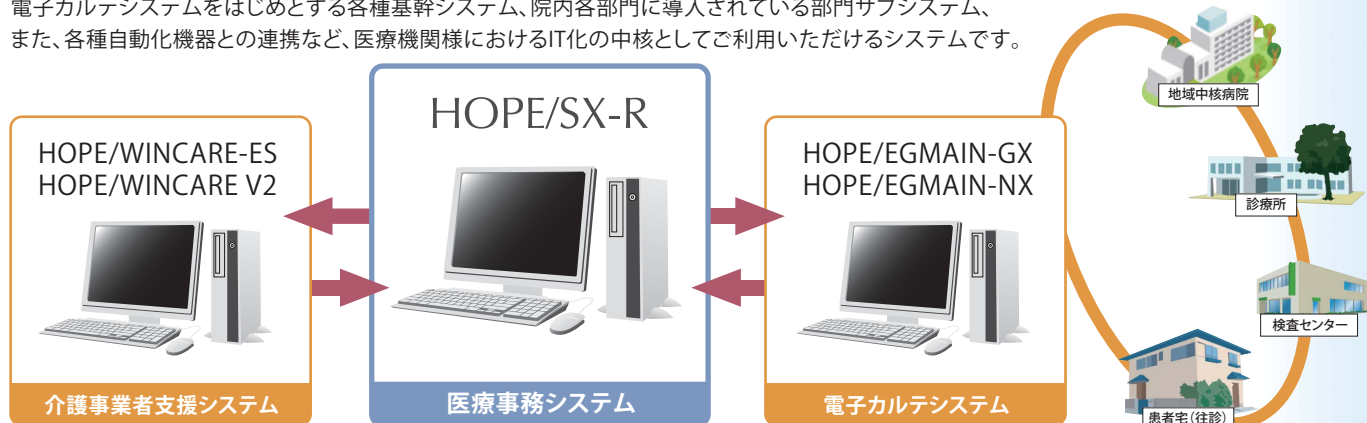 電子カルテシステムをはじめとする各種基幹システム、院内各部門に導入されている部門サブシステム、
また、各種自動化機器との連携など、医療機関様におけるIT化の中核としてご利用いただけるシステムです。
HOPE/WINCARE-ES
HOPE/WINCARE V2
介護事業者支援システム
HOPE/SX-R
医療事務システム
HOPE/EGMAIN-GX
HOPE/EGMAIN-NX
電子カルテシステム
地域中核病院
診療所
検査センター
患者宅(往診)